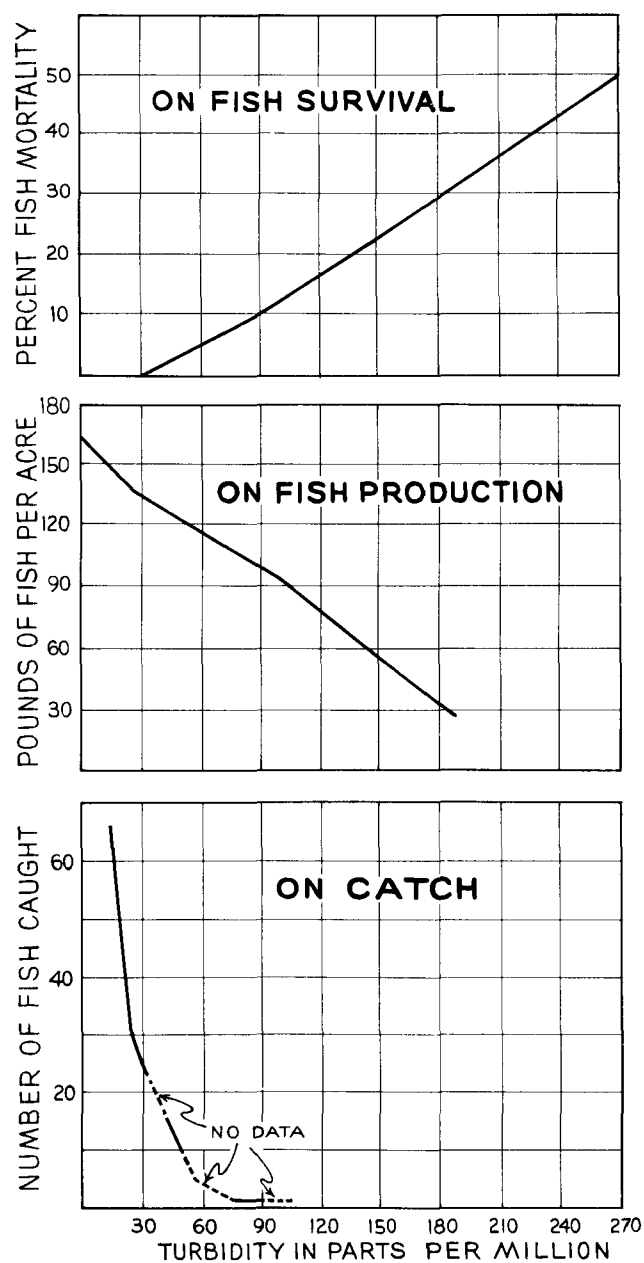 PERCENT FISH MORTALITY
50
40
30
20
10
ON FISH SURVIVAL
POUNDS OF FISH PER ACRE
180
150
120
90
60
30
ON FISH PRODUCTION
NUMBER OF FISH CAUGHT
60
40
20
ON CATCH
NO DATA
30 60 90 120 150 180 210 240 270
TURBIDITY IN PARTS PER MILLION